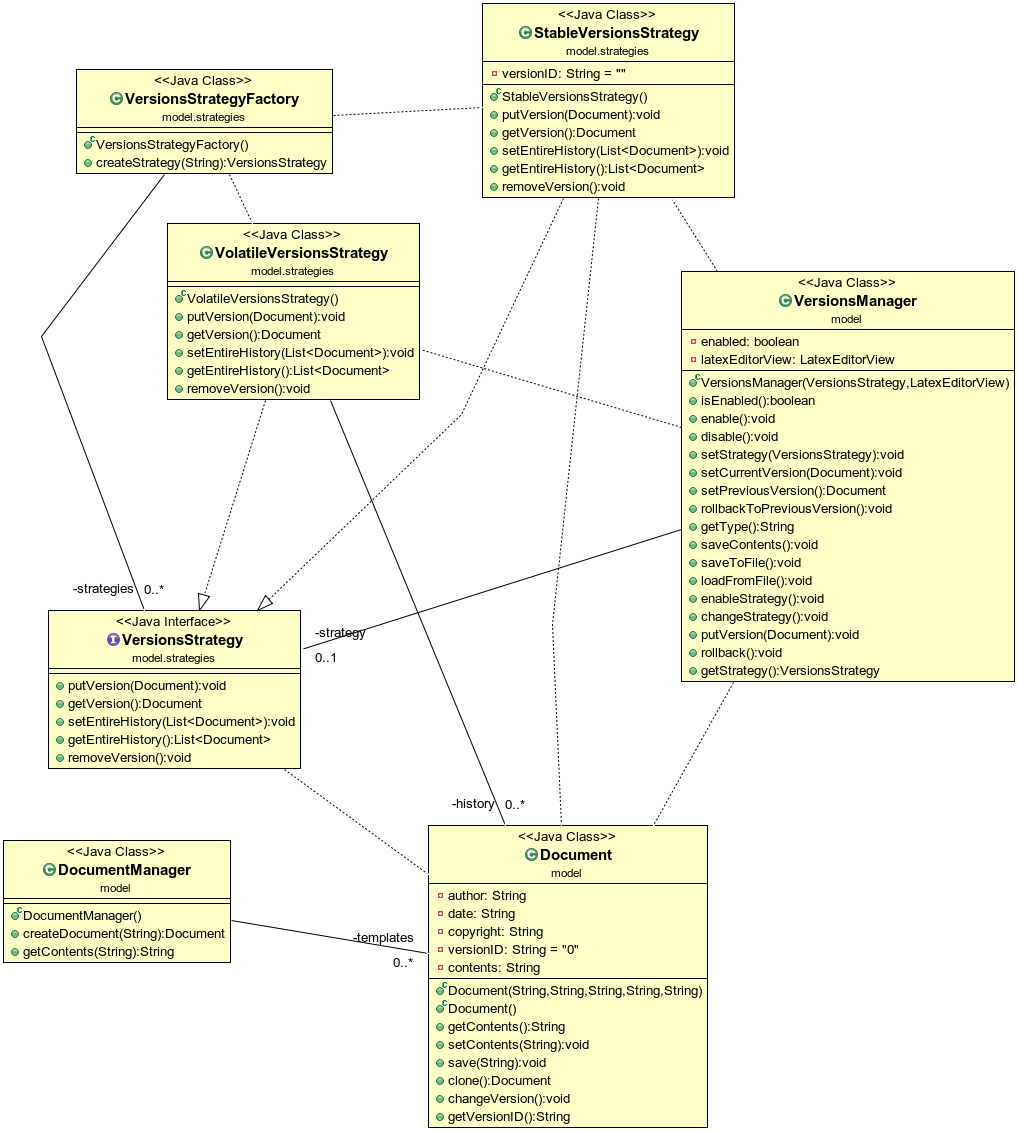 <<Java Class>>
StableVersionsStrategy
model.strategies
versionID: String = ""
StableVersionsStrategy()
putVersion(Document):void
getVersion():Document
setEntireHistory(List<Document>):void
getEntireHistory():List<Document>
removeVersion():void
<<Java Class>>
VersionsStrategyFactory
model.strategies
VersionsStrategyFactory()
createStrategy(String):VersionsStrategy
<<Java Class>>
VolatileVersionsStrategy
model.strategies
VolatileVersionsStrategy()
putVersion(Document):void
getVersion():Document
setEntireHistory(List<Document>):void
getEntireHistory():List<Document>
removeVersion():void
<<Java Class>>
VersionsManager
model
enabled: boolean
latexEditorView: LatexEditorView
VersionsManager(VersionsStrategy,LatexEditorView)
isEnabled():boolean
enable():void
disable():void
setStrategy(VersionsStrategy):void
setCurrentVersion(Document):void
setPreviousVersion():Document
rollbackToPreviousVersion():void
getType():String
saveContents():void
saveToFile():void
loadFromFile():void
enableStrategy():void
changeStrategy():void
putVersion(Document):void
rollback():void
getStrategy():VersionsStrategy
-strategies 0..*
-strategy
0..1
<<Java Interface>>
VersionsStrategy
model.strategies
putVersion(Document):void
getVersion():Document
setEntireHistory(List<Document>):void
getEntireHistory():List<Document>
removeVersion():void
-history 0..*
<<Java Class>>
DocumentManager
model
DocumentManager()
createDocument(String):Document
getContents(String):String
-templates
0..*
<<Java Class>>
Document
model
author: String
date: String
copyright: String
versionID: String = "0"
contents: String
Document(String,String,String,String,String)
Document()
getContents():String
setContents(String):void
save(String):void
clone():Document
changeVersion():void
getVersionID():String